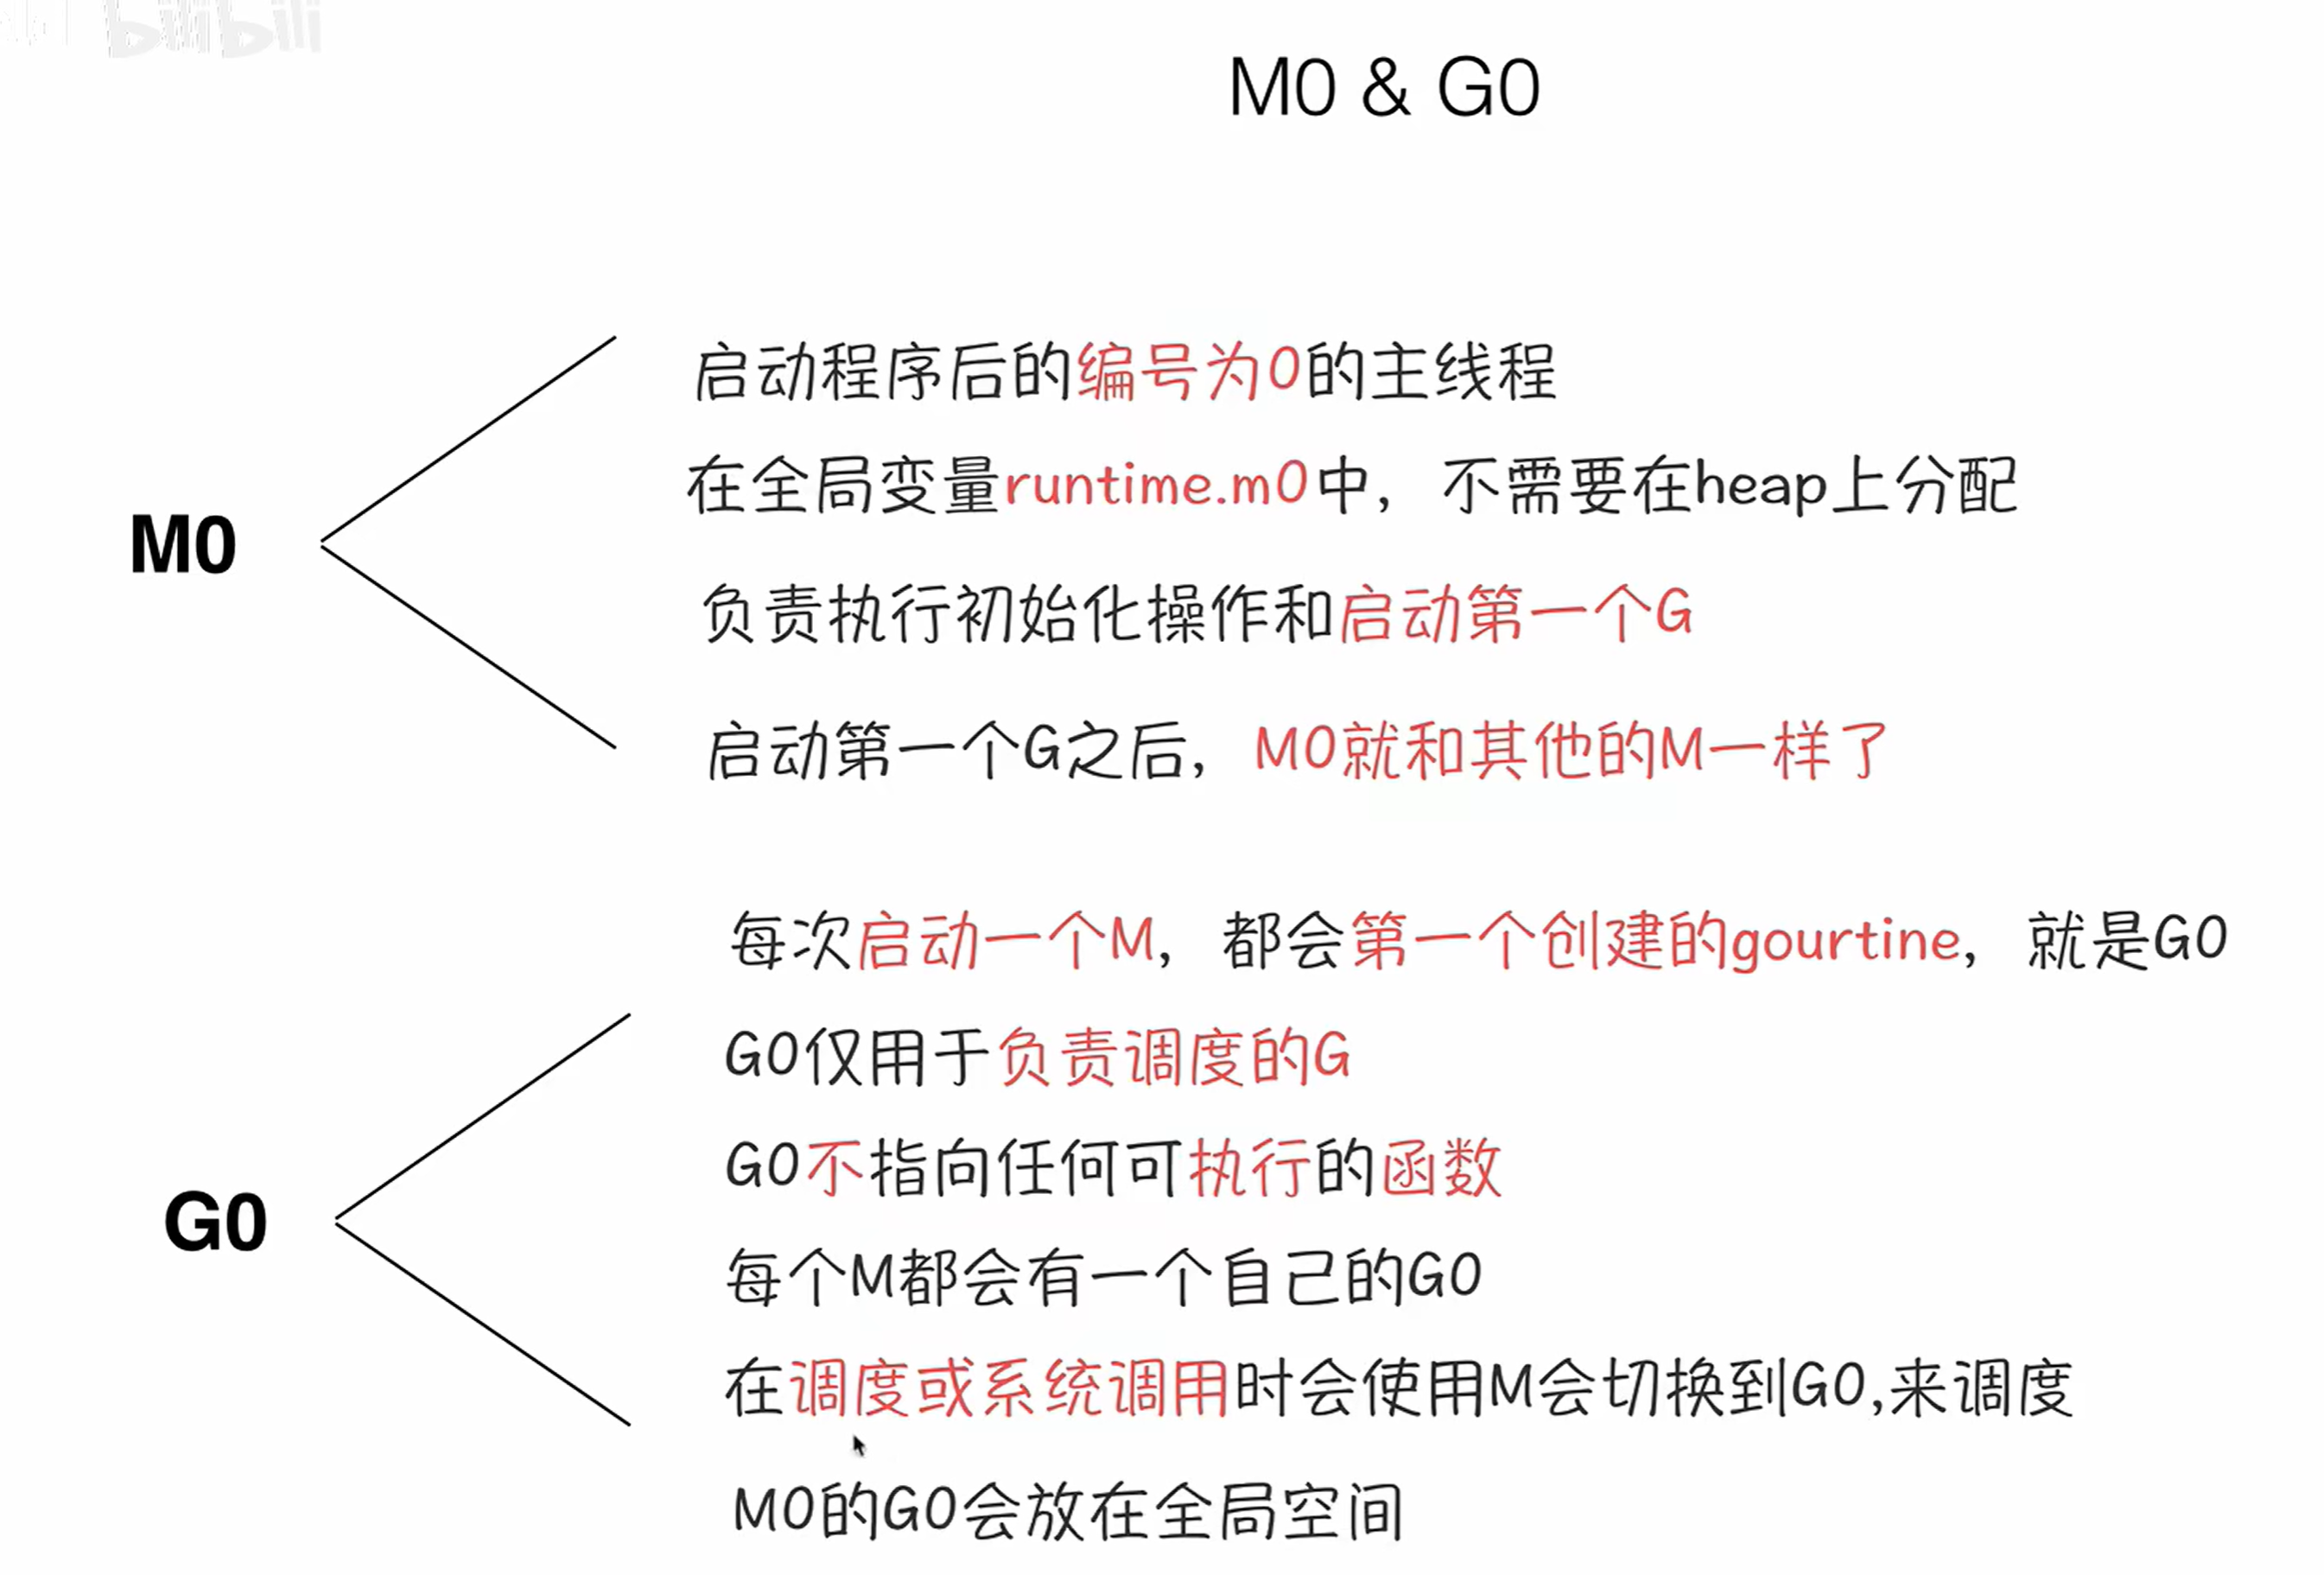 bilibili
M0 & G0
启动程序后的编号为0的主线程
在全局变量runtime.m0中，不需要在heap上分配
M0
负责执行初始化操作和启动第一个G
启动第一个G之后，M0就和其他的M一样了
每次启动一个M，都会第一个创建的gourtine，就是G0
G0仅用于负责调度的G
G0不指向任何可执行的函数
G0
每个M都会有一个自己的G0
在调度或系统调用时会使用M会切换到G0,来调度
M0的G0会放在全局空间